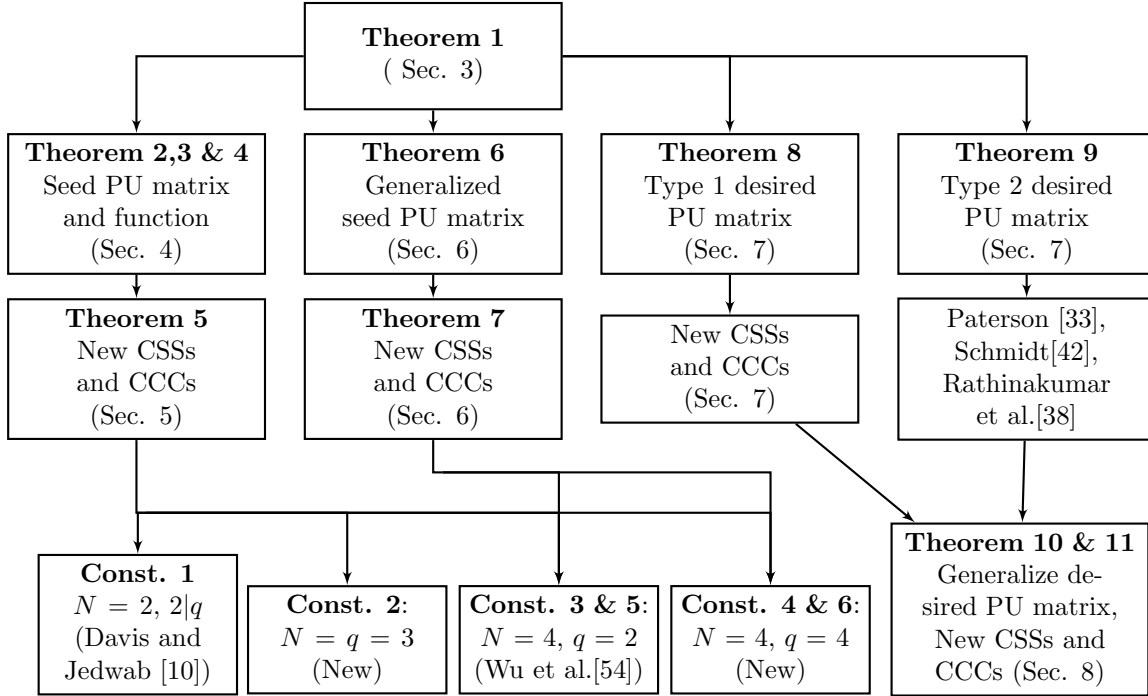 Theorem 1
( Sec. 3)
Theorem 2,3 & 4
Seed PU matrix
and function
(Sec. 4)
Theorem 6
Generalized
seed PU matrix
(Sec. 6)
Theorem 8
Type 1 desired
PU matrix
(Sec. 7)
Theorem 9
Type 2 desired
PU matrix
(Sec. 7)
Theorem 5
New CSSs
and CCCs
(Sec. 5)
Theorem 7
New CSSs
and CCCs
(Sec. 6)
New CSSs
and CCCs
(Sec. 7)
Paterson [33],
Schmidt[42],
Rathinakumar
et al.[38]
Const. 1
N = 2, 2|q
(Davis and
Jedwab [10])
Const. 2:
N = q = 3
(New)
Const. 3 & 5:
N = 4, q = 2
(Wu et al.[54])
Const. 4 & 6:
N = 4, q = 4
(New)
Theorem 10 & 11
Generalize de-
sired PU matrix,
New CSSs and
CCCs (Sec. 8)